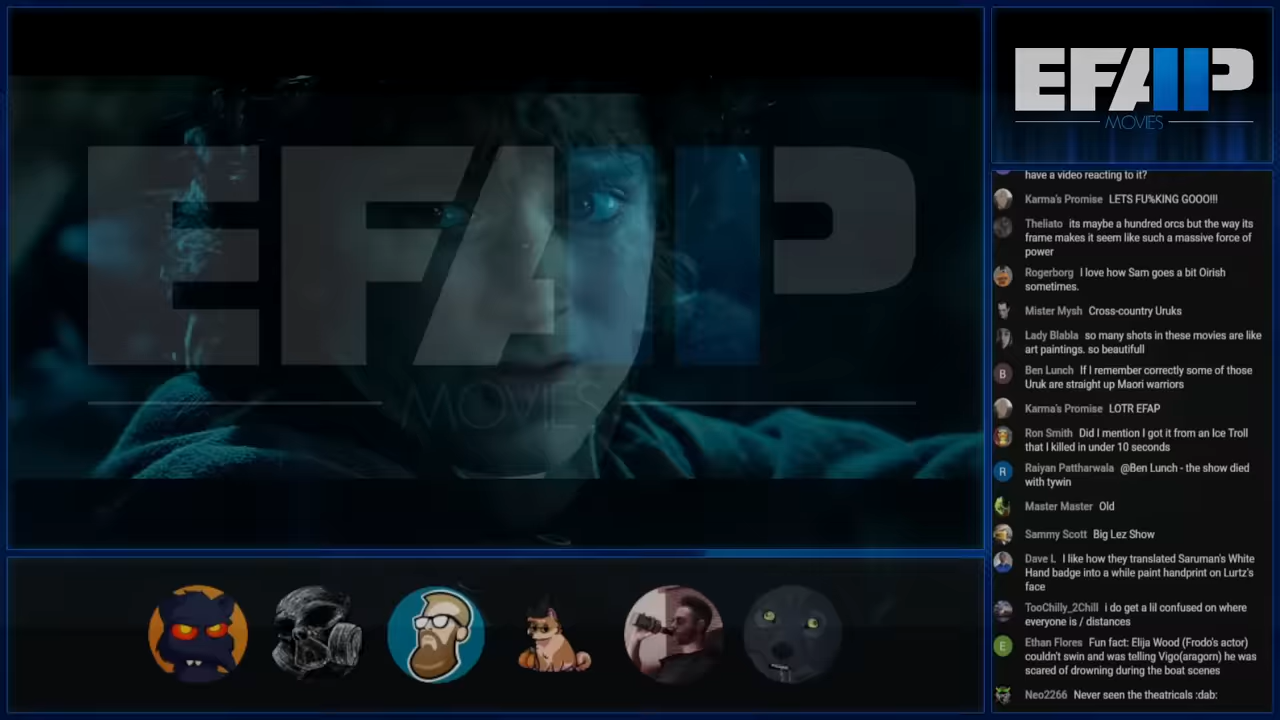 EFAP
MOVIES
EFAP
MOVIES
have a video reacting to it?
Karma's Promise LETS FU%KING GOOO!!!
Theliato its maybe a hundred orcs but the way its
frame makes it seem like such a massive force of
power
Rogerborg I love how Sam goes a bit Oirish
sometimes.
Mister Mysh Cross-country Uruks
Lady Blabla so many shots in these movies are like
art paintings. so beautifull
B
Ben Lunch If I remember correctly some of those
Uruk are straight up Maori warriors
Karma's Promise LOTR EFAP
Ron Smith Did I mention I got it from an Ice Troll
that I killed in under 10 seconds
R
Raiyan Pattharwala @Ben Lunch - the show died
with tywin
Master Master Old
Sammy Scott Big Lez Show
Dave L I like how they translated Saruman's White
Hand badge into a while paint handprint on Lurtz's
face
TooChilly_2Chill i do get a lil confused on where
everyone is / distances
E
Ethan Flores Fun fact: Elija Wood (Frodo's actor)
couldn't swin and was telling Vigo(aragorn) he was
scared of drowning during the boat scenes
Neo2266 Never seen the theatricals :dab: